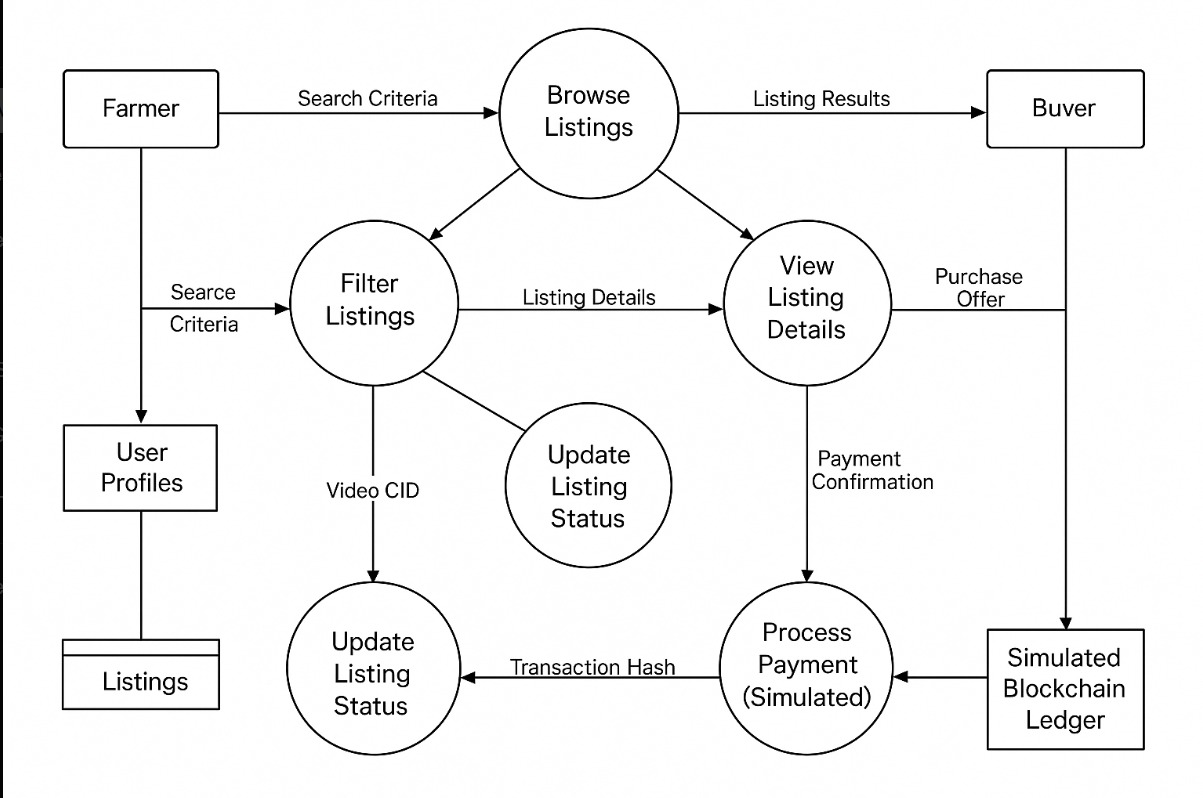 Farmer
Search Criteria
Browse
Listings
Listing Results
Buver
Searce
Criteria
Filter
Listings
Listing Details
View
Listing
Details
Purchase
Offer
User
Profiles
Video CID
Update
Listing
Status
Payment
Confirmation
Listings
Update
Listing
Status
Transaction Hash
Process
Payment
(Simulated)
Simulated
Blockchain
Ledger